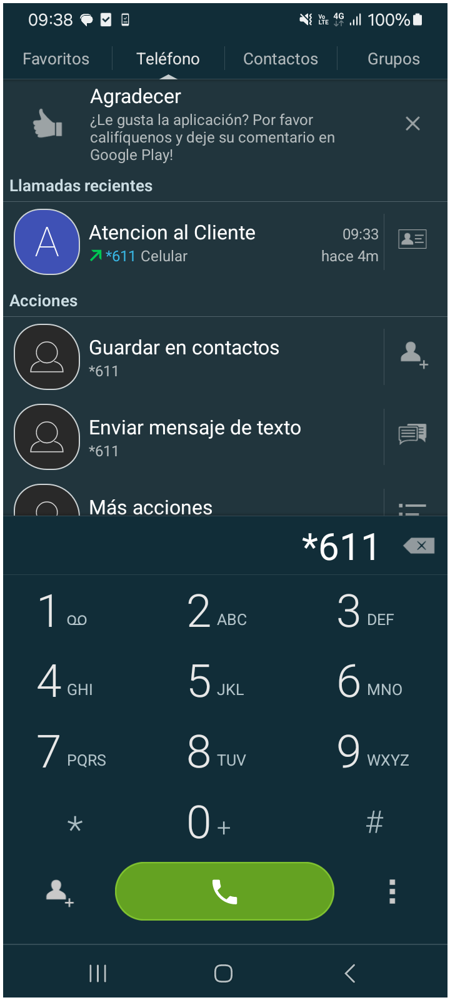 09:38 Vo LTE 4G 100%
Favoritos Teléfono Contactos Grupos
Agradecer
¿Le gusta la aplicación? Por favor
califíquenos y deje su comentario en
Google Play!
Llamadas recientes
A Atencion al Cliente 09:33
*611 Celular hace 4m
Acciones
Guardar en contactos
*611
Enviar mensaje de texto
*611
Más acciones
*611
1 2 ABC 3 DEF
4 GHI 5 JKL 6 MNO
7 PQRS 8 TUV 9 WXYZ
* 0 + #